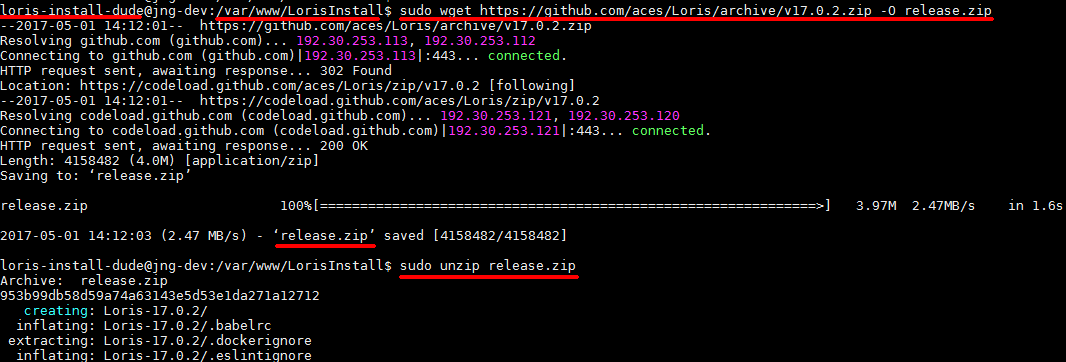 loris-install-dude@jng-dev:/var/www/LorisInstall$ sudo wget https://github.com/aces/Loris/archive/v17.0.2.zip -O release.zip
--2017-05-01 14:12:01--  https://github.com/aces/Loris/archive/v17.0.2.zip
Resolving github.com (github.com)... 192.30.253.113, 192.30.253.112
Connecting to github.com (github.com)|192.30.253.113|:443... connected.
HTTP request sent, awaiting response... 302 Found
Location: https://codeload.github.com/aces/Loris/zip/v17.0.2 [following]
--2017-05-01 14:12:01--  https://codeload.github.com/aces/Loris/zip/v17.0.2
Resolving codeload.github.com (codeload.github.com)... 192.30.253.121, 192.30.253.120
Connecting to codeload.github.com (codeload.github.com)|192.30.253.121|:443... connected.
HTTP request sent, awaiting response... 200 OK
Length: 4158482 (4.0M) [application/zip]
Saving to: ‘release.zip’
release.zip                        100%[==============================================================>]   3.97M  2.47MB/s    in 1.6s
2017-05-01 14:12:03 (2.47 MB/s) - ‘release.zip’ saved [4158482/4158482]
loris-install-dude@jng-dev:/var/www/LorisInstall$ sudo unzip release.zip
Archive:  release.zip
953b99db58d59a74a63143e5d53e1da271a12712
   creating: Loris-17.0.2/
  inflating: Loris-17.0.2/.babelrc
 extracting: Loris-17.0.2/.dockerignore
  inflating: Loris-17.0.2/.eslintignore